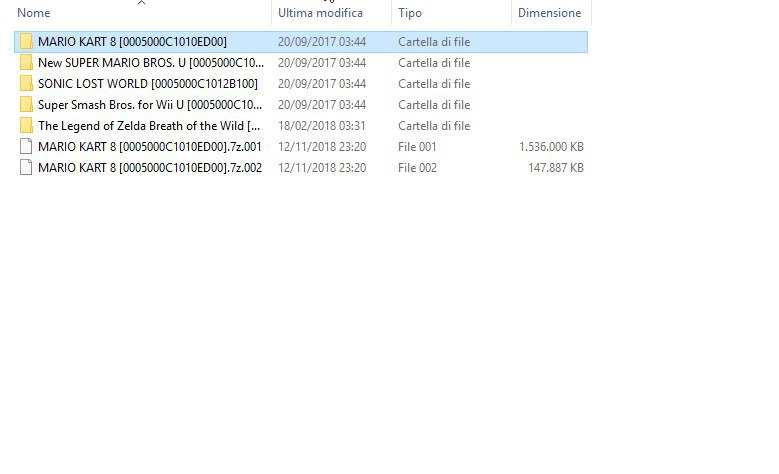 Nome Ultima modifica Tipo Dimensione
MARIO KART 8 [0005000C1010ED00] 20/09/2017 03:44 Cartella di file
New SUPER MARIO BROS. U [0005000C10... 20/09/2017 03:44 Cartella di file
SONIC LOST WORLD [0005000C1012B100] 20/09/2017 03:44 Cartella di file
Super Smash Bros. for Wii U [0005000C10... 20/09/2017 03:44 Cartella di file
The Legend of Zelda Breath of the Wild [... 18/02/2018 03:31 Cartella di file
MARIO KART 8 [0005000C1010ED00].7z.001 12/11/2018 23:20 File 001 1.536.000 KB
MARIO KART 8 [0005000C1010ED00].7z.002 12/11/2018 23:20 File 002 147.887 KB